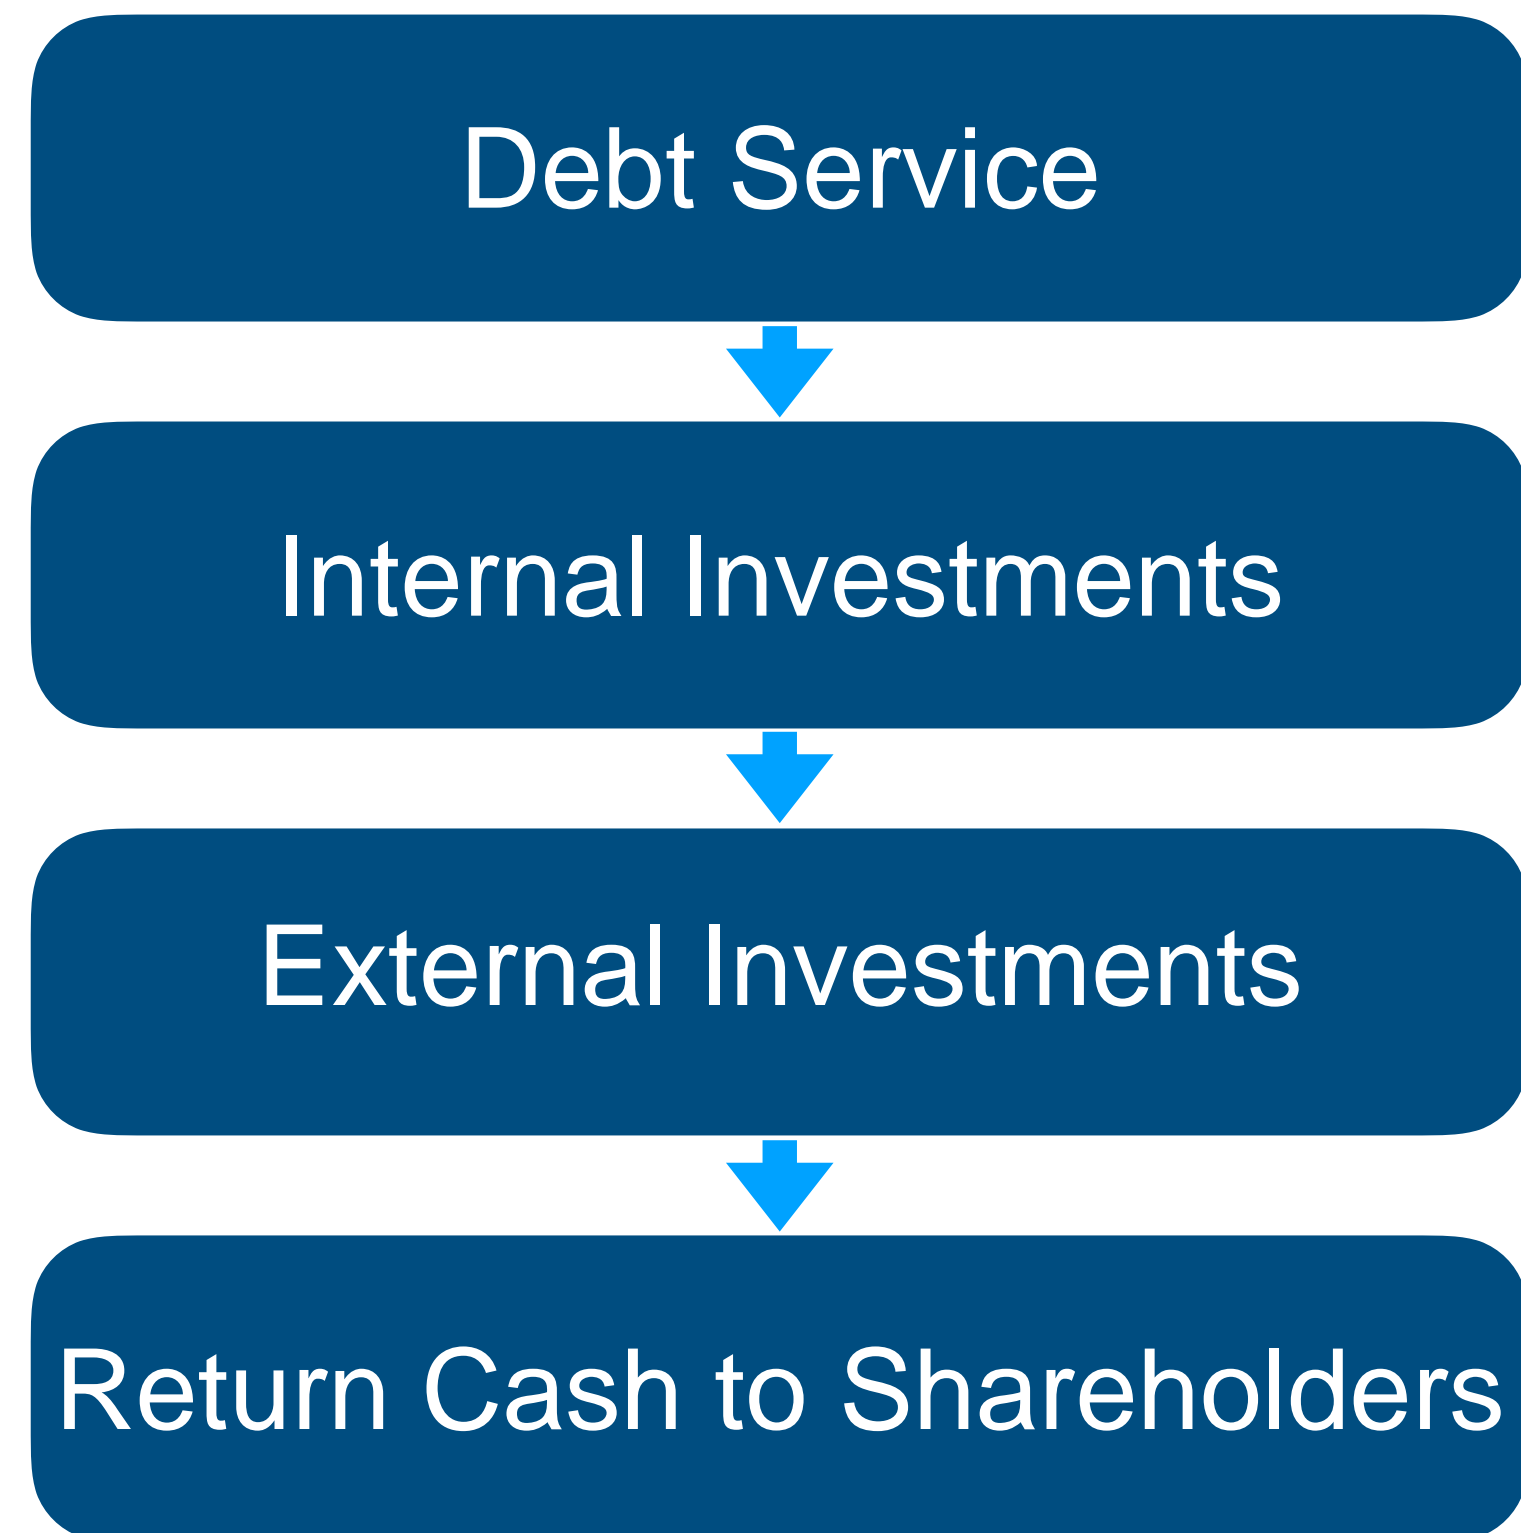 Debt Service
Internal Investments
External Investments
Return Cash to Shareholders